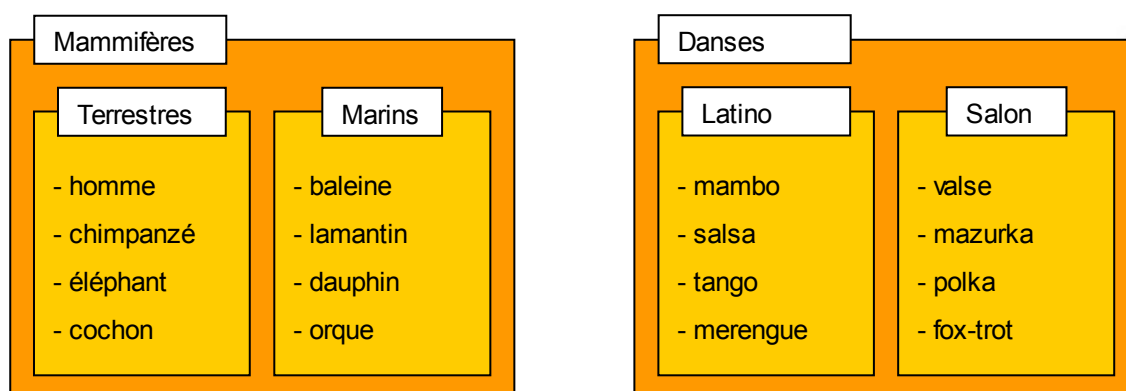 Mammifères
Terrestres
- homme
- chimpanzé
- éléphant
- cochon
Marins
- baleine
- lamantin
- dauphin
- orque
Danses
Latino
- mambo
- salsa
- tango
- merengue
Salon
- valse
- mazurka
- polka
- fox-trot